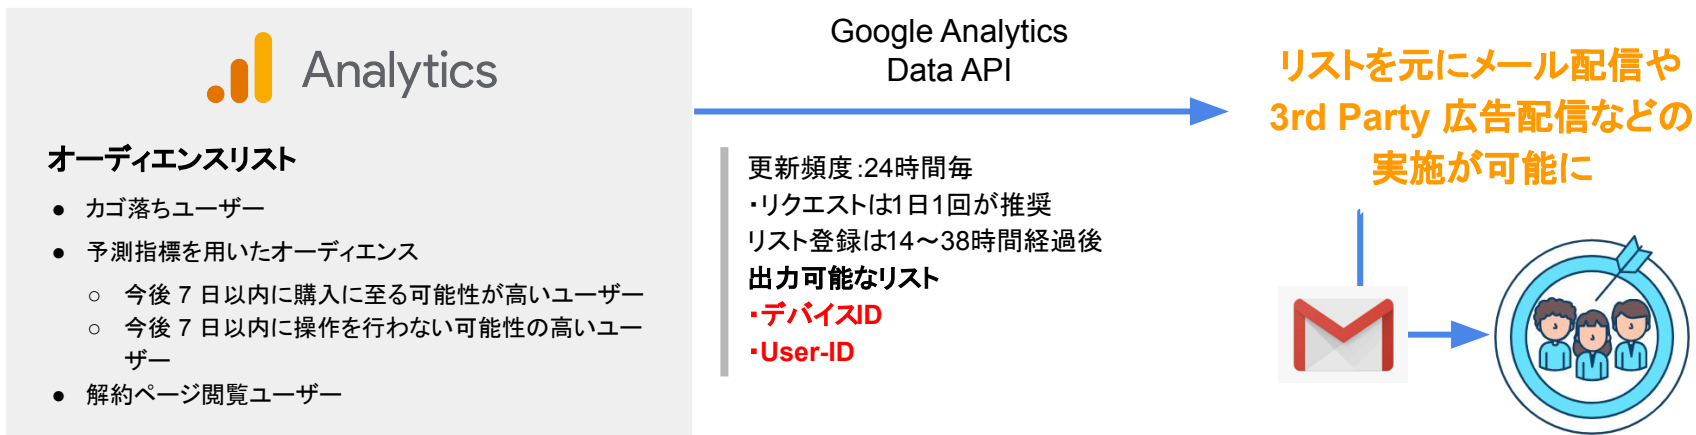 Analytics
オーディエンスリスト
● カゴ落ちユーザー
● 予測指標を用いたオーディエンス
○ 今後 7 日以内に購入に至る可能性が高いユーザー
○ 今後 7 日以内に操作を行わない可能性の高いユー
ザー
● 解約ページ閲覧ユーザー
Google Analytics
Data API
更新頻度:24時間毎
・リクエストは1日1回が推奨
リスト登録は14～38時間経過後
出力可能なリスト
・デバイスID
・User-ID
リストを元にメール配信や
3rd Party 広告配信などの
実施が可能に